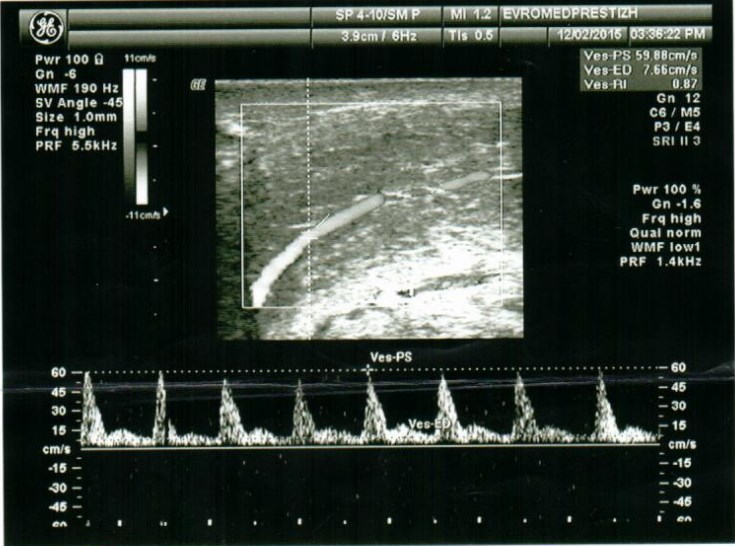 GE
SP 4-10/SM P MI 1.2 EVROMEDPRESTIZH
3.9cm / 6Hz TIs 0.5 12/02/2015 03:36:22 PM
Pwr 100
Gn -6
WMF 190 Hz
SV Angle -45
Size 1.0mm
Frq high
PRF 5.5kHz
11cm/s
-11cm/s
GE
Ves-PS 59.88cm/s
Ves-ED 7.66cm/s
Ves-RI 0.87
Gn 12
C6 / M5
P3 / E4
SRI II 3
Pwr 100 %
Gn -1.6
Frq high
Qual norm
WMF low1
PRF 1.4kHz
Ves-PS
60 60
45 45
30 30
15 15
Ves-ED
cm/s cm/s
-15 -15
-30 -30
-45 -45